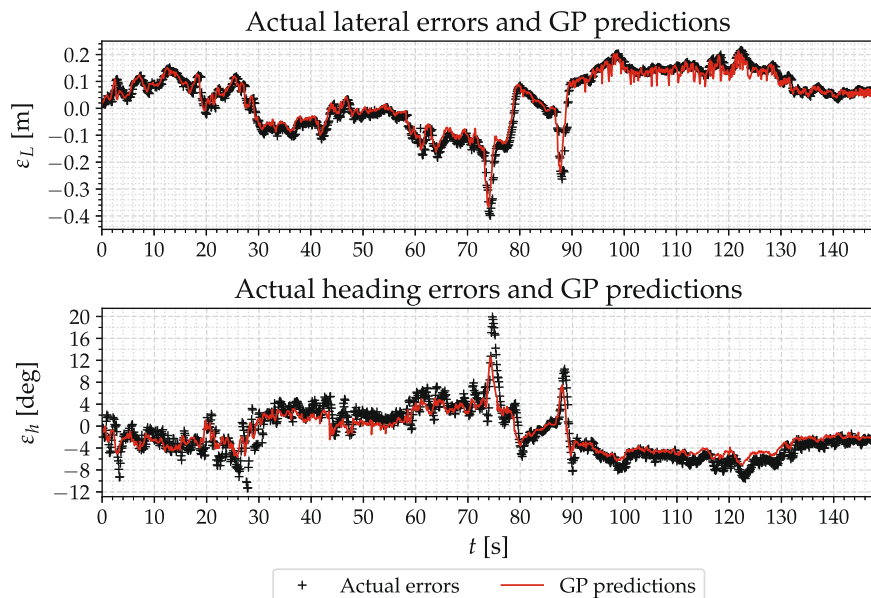 Actual lateral errors and GP predictions
0.2
0.1
0.0
−0.1
−0.2
−0.3
−0.4
ε_L [m]
0 10 20 30 40 50 60 70 80 90 100 110 120 130 140
Actual heading errors and GP predictions
20
16
12
8
4
0
−4
−8
−12
ε_h [deg]
0 10 20 30 40 50 60 70 80 90 100 110 120 130 140
t [s]
Actual errors GP predictions